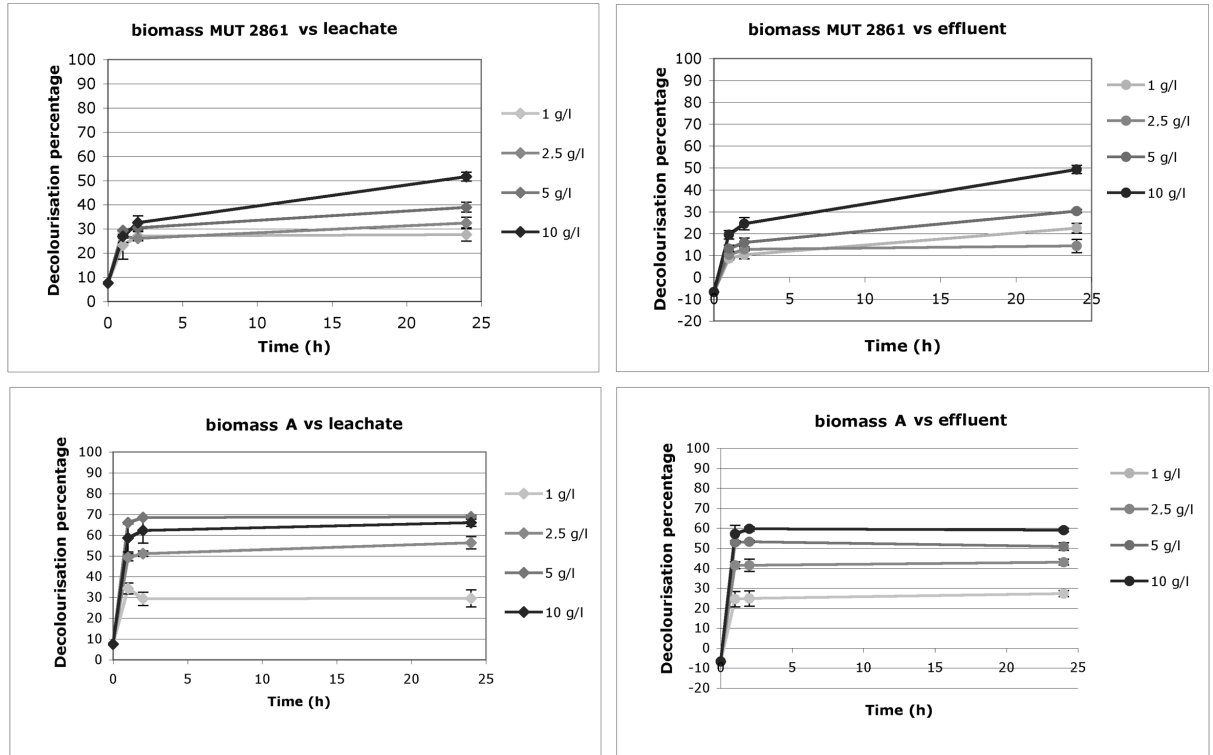 biomass MUT 2861 vs leachate
Decolourisation percentage
100
90
80
70
60
50
40
30
20
10
0
0 5 10 15 20 25
Time (h)
1 g/l
2.5 g/l
5 g/l
10 g/l
biomass MUT 2861 vs effluent
Decolourisation percentage
100
90
80
70
60
50
40
30
20
10
0
-10
-20
0 5 10 15 20 25
Time (h)
1 g/l
2.5 g/l
5 g/l
10 g/l
biomass A vs leachate
Decolourisation percentage
100
90
80
70
60
50
40
30
20
10
0
0 5 10 15 20 25
Time (h)
1 g/l
2.5 g/l
5 g/l
10 g/l
biomass A vs effluent
Decolourisation percentage
100
90
80
70
60
50
40
30
20
10
0
-10
-20
0 5 10 15 20 25
Time (h)
1 g/l
2.5 g/l
5 g/l
10 g/l